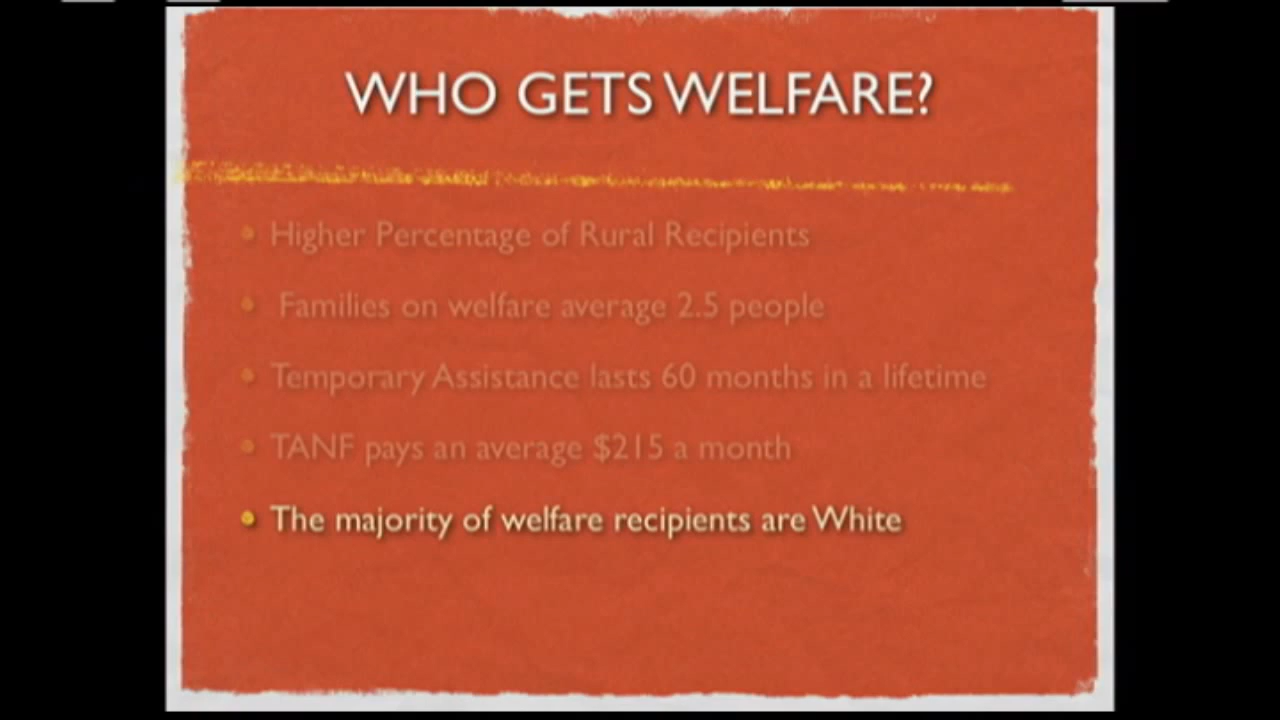 WHO GETS WELFARE?
• Higher Percentage of Rural Recipients
• Families on welfare average 2.5 people
• Temporary Assistance lasts 60 months in a lifetime
• TANF pays an average $215 a month
• The majority of welfare recipients are White